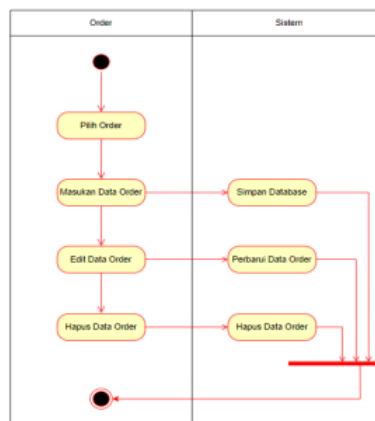 Order
Sistem
Pilih Order
Masukan Data Order
Simpan Database
Edit Data Order
Perbarui Data Order
Hapus Data Order
Hapus Data Order